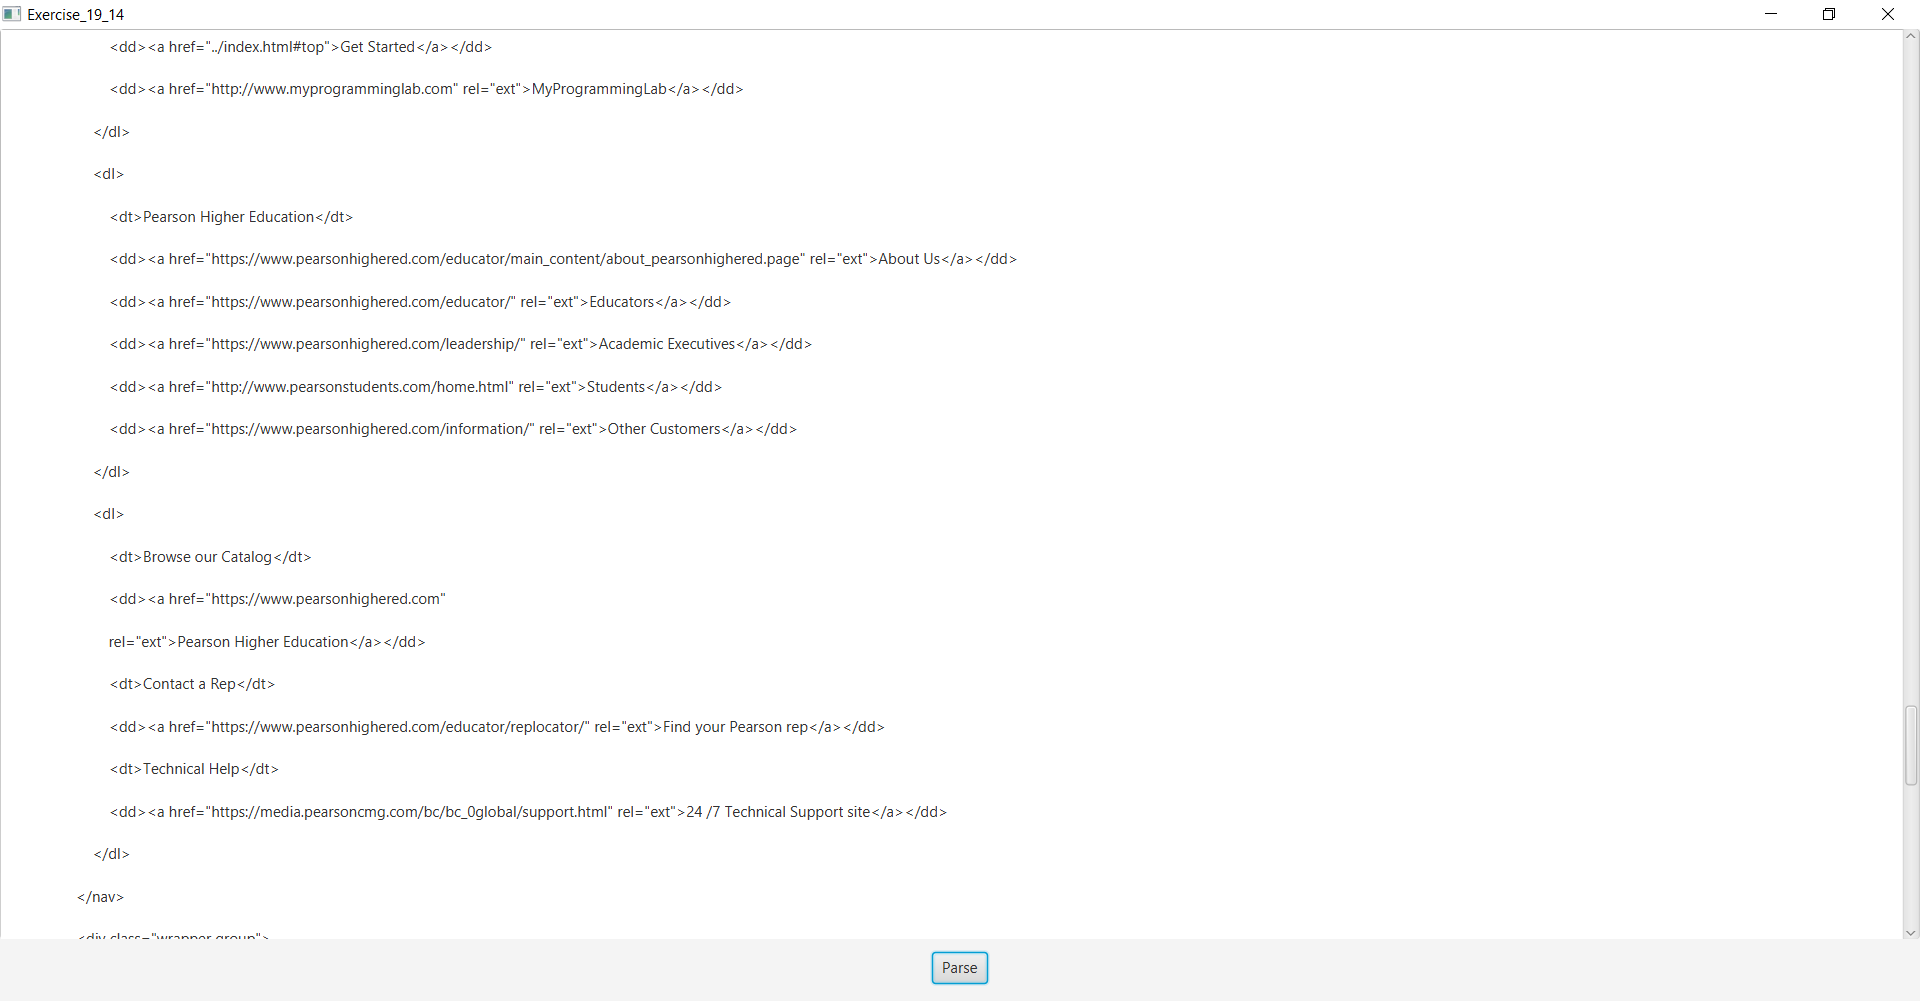 Exercise_19_14
<dd><a href="../index.html#top">Get Started</a></dd>
<dd><a href="http://www.myprogramminglab.com" rel="ext">MyProgrammingLab</a></dd>
</dl>
<dl>
<dt>Pearson Higher Education</dt>
<dd><a href="https://www.pearsonhighered.com/educator/main_content/about_pearsonhighered.page" rel="ext">About Us</a></dd>
<dd><a href="https://www.pearsonhighered.com/educator/" rel="ext">Educators</a></dd>
<dd><a href="https://www.pearsonhighered.com/leadership/" rel="ext">Academic Executives</a></dd>
<dd><a href="http://www.pearsonstudents.com/home.html" rel="ext">Students</a></dd>
<dd><a href="https://www.pearsonhighered.com/information/" rel="ext">Other Customers</a></dd>
</dl>
<dl>
<dt>Browse our Catalog</dt>
<dd><a href="https://www.pearsonhighered.com"
rel="ext">Pearson Higher Education</a></dd>
<dt>Contact a Rep</dt>
<dd><a href="https://www.pearsonhighered.com/educator/replocator/" rel="ext">Find your Pearson rep</a></dd>
<dt>Technical Help</dt>
<dd><a href="https://media.pearsoncmg.com/bc/bc_0global/support.html" rel="ext">24 /7 Technical Support site</a></dd>
</dl>
</nav>
<div class="wrapper group">
Parse